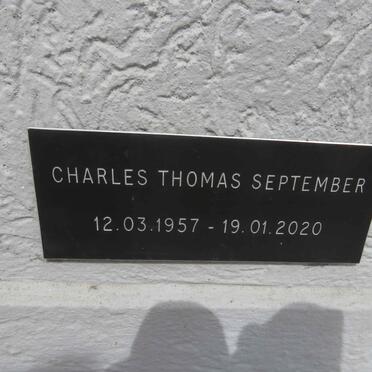 CHARLES THOMAS SEPTEMBER
12.03.1957 - 19.01.2020